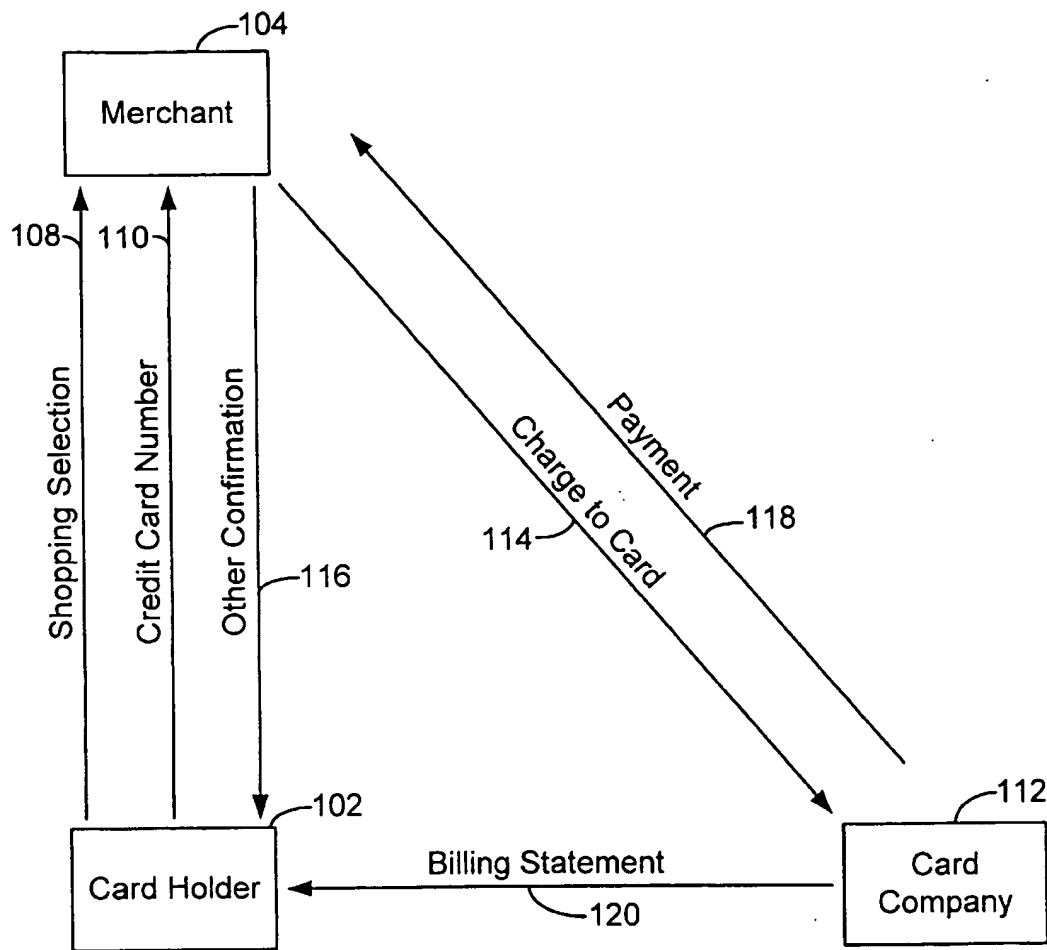 104
Merchant
108
110
Shopping Selection
Credit Card Number
Other Confirmation
116
Charge to Card
114
Payment
118
102
Card Holder
Billing Statement
120
112
Card
Company